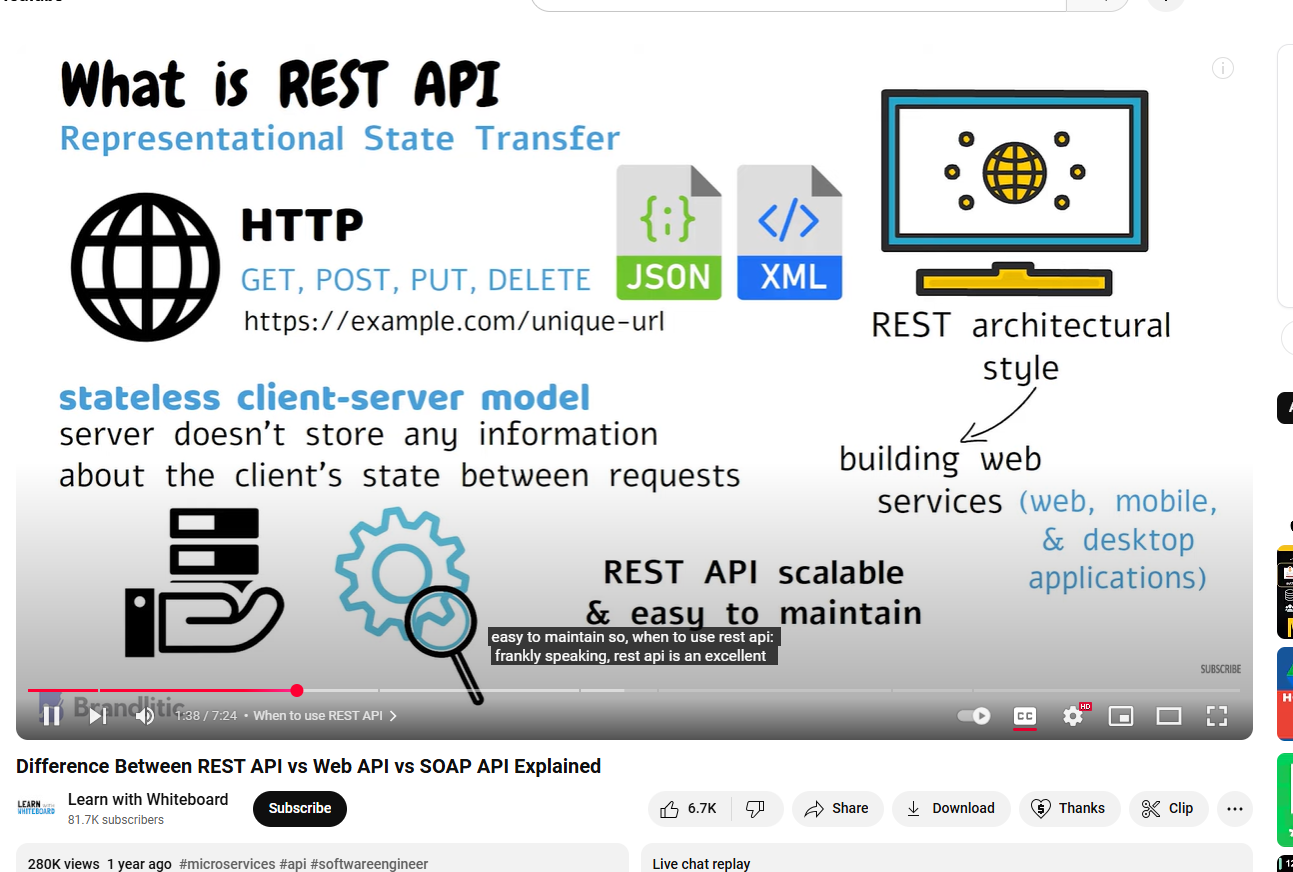 What is REST API
Representational State Transfer
HTTP
GET, POST, PUT, DELETE
https://example.com/unique-url
JSON
XML
REST architectural
style
building web
services (web, mobile,
& desktop
applications)
stateless client-server model
server doesn't store any information
about the client's state between requests
REST API scalable
& easy to maintain
easy to maintain so, when to use rest api:
frankly speaking, rest api is an excellent
SUBSCRIBE
Brandlitic
1:38 / 7:24 • When to use REST API
CC
HD
Difference Between REST API vs Web API vs SOAP API Explained
LEARN WITH
WHITEBOARD
Learn with Whiteboard
81.7K subscribers
Subscribe
6.7K
Share
Download
Thanks
Clip
280K views 1 year ago #microservices #api #softwareengineer
Live chat replay